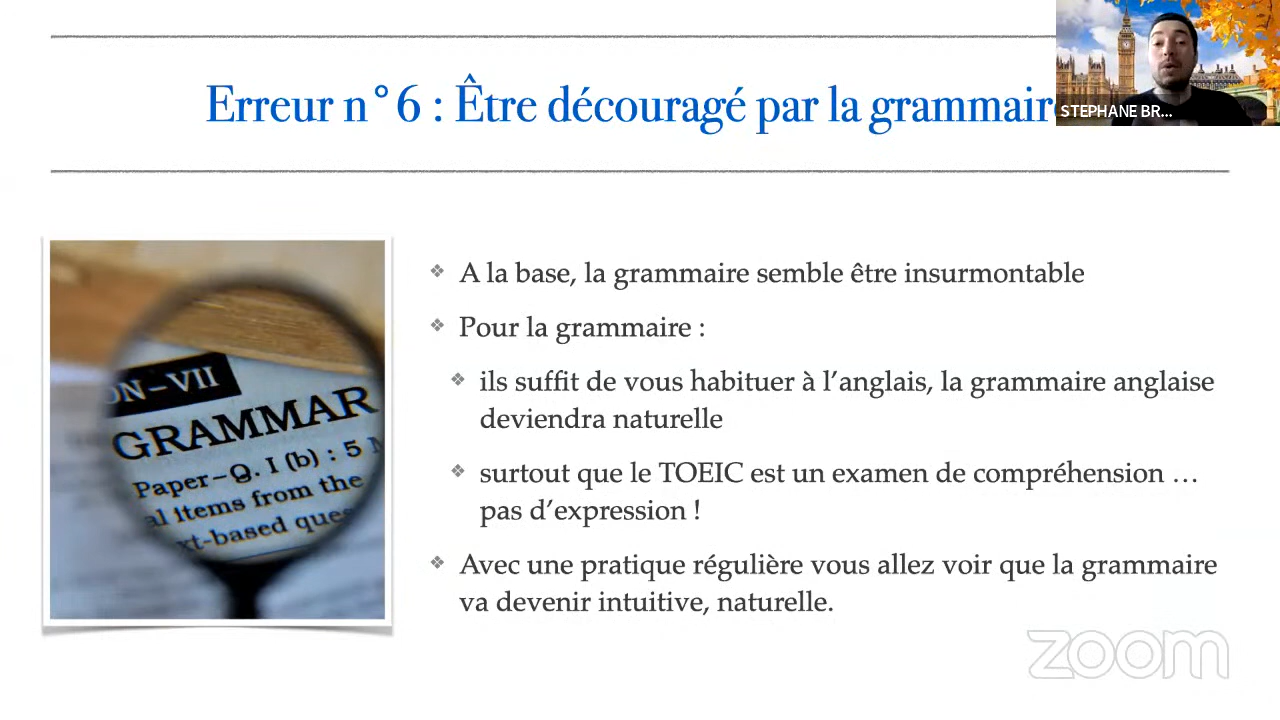 Erreur n°6 : Être découragé par la grammaire
STEPHANE BR...
❖ A la base, la grammaire semble être insurmontable
❖ Pour la grammaire :
❖ ils suffit de vous habituer à l’anglais, la grammaire anglaise
deviendra naturelle
❖ surtout que le TOEIC est un examen de compréhension …
pas d’expression !
❖ Avec une pratique régulière vous allez voir que la grammaire
va devenir intuitive, naturelle.
ON–VII
GRAMMAR
Paper–Q. I (b) : 5
al items from the
xt-based ques
zoom